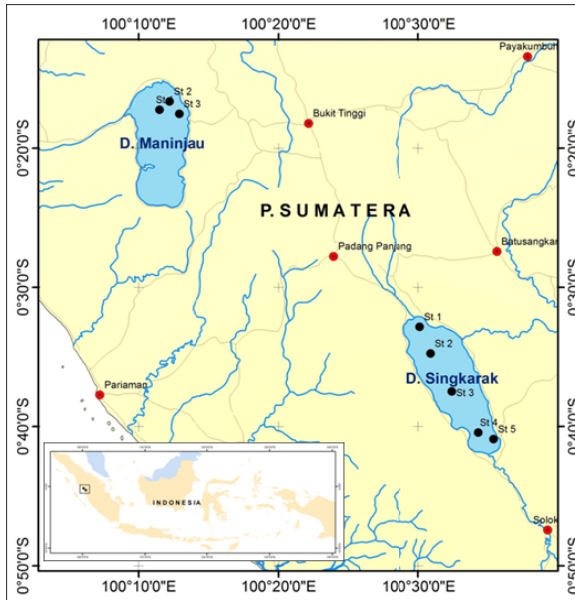 100°10'0"E 100°20'0"E 100°30'0"E
Payakumbuh
St 2
St 3
Bukit Tinggi
D. Maninjau
0°20'0"S 0°20'0"S
P. SUMATERA
Padang Panjang
Batusangkar
0°30'0"S 0°30'0"S
St 1
St 2
D. Singkarak
St 3
Pariaman
St 4
St 5
0°40'0"S 0°40'0"S
INDONESIA
Solok
0°50'0"S 0°50'0"S
100°10'0"E 100°20'0"E 100°30'0"E